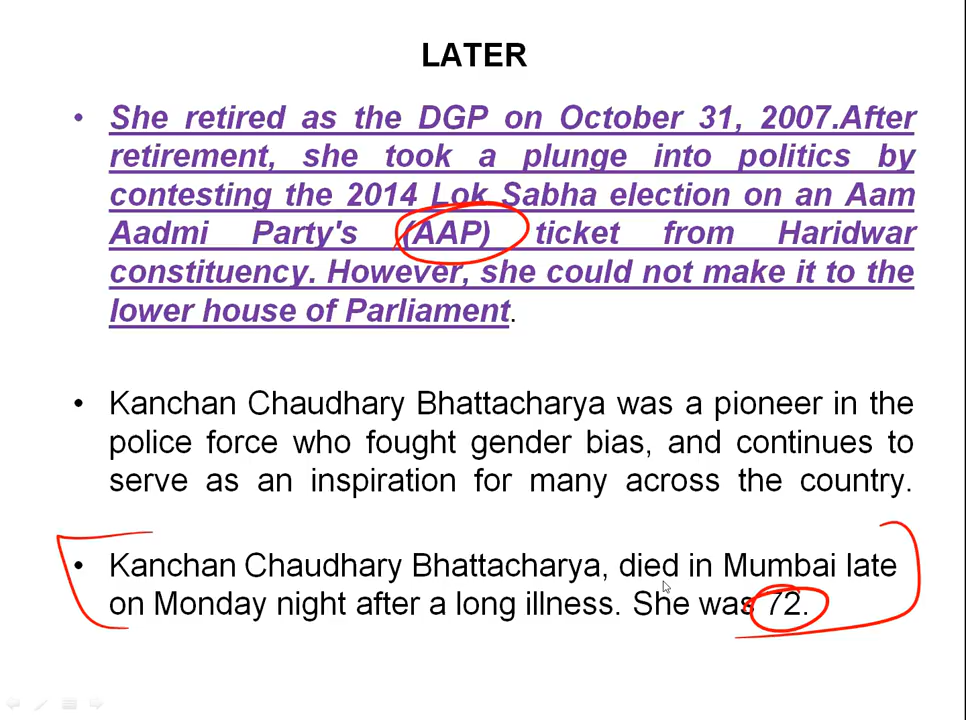 LATER
• She retired as the DGP on October 31, 2007.After
retirement, she took a plunge into politics by
contesting the 2014 Lok Sabha election on an Aam
Aadmi Party's (AAP) ticket from Haridwar
constituency. However, she could not make it to the
lower house of Parliament.
• Kanchan Chaudhary Bhattacharya was a pioneer in the
police force who fought gender bias, and continues to
serve as an inspiration for many across the country.
• Kanchan Chaudhary Bhattacharya, died in Mumbai late
on Monday night after a long illness. She was 72.